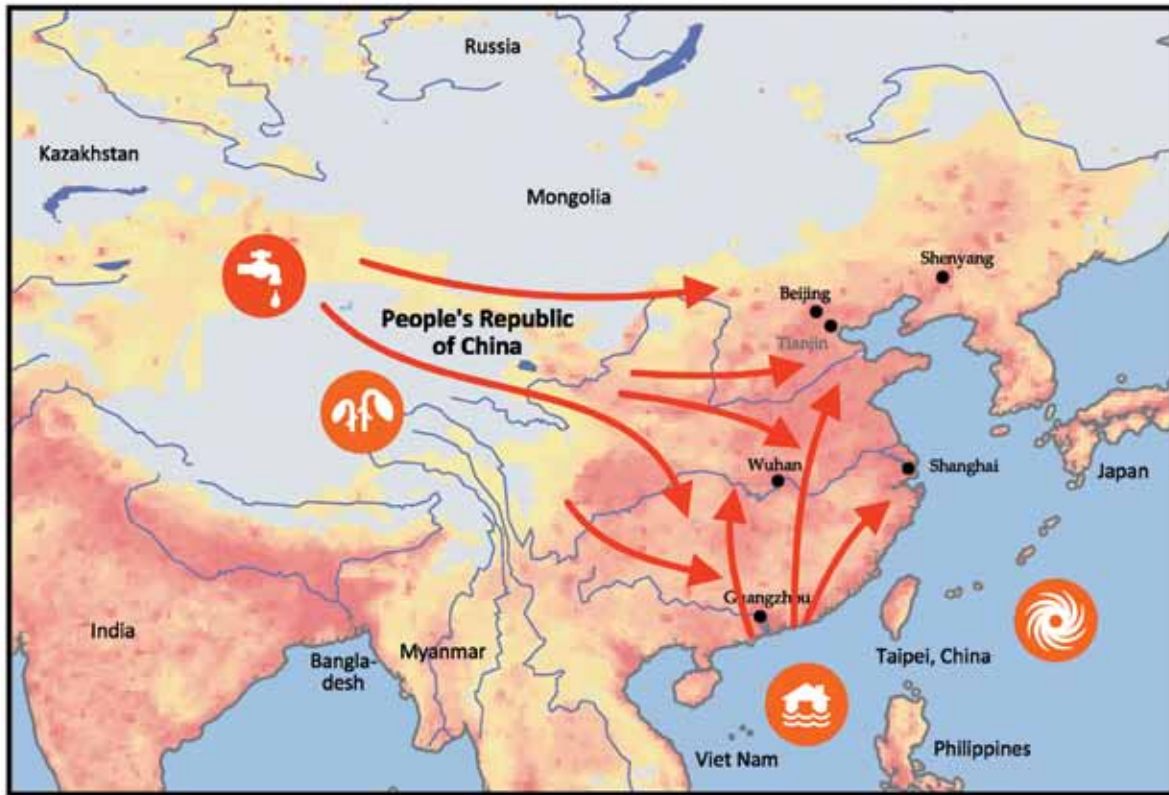 Russia
Kazakhstan
Mongolia
Shenyang
Beijing
People's Republic
of China
Tianjin
Wuhan
Shanghai
Japan
Guangzhou
India
Bangla-
desh
Myanmar
Taipei, China
Viet Nam
Philippines